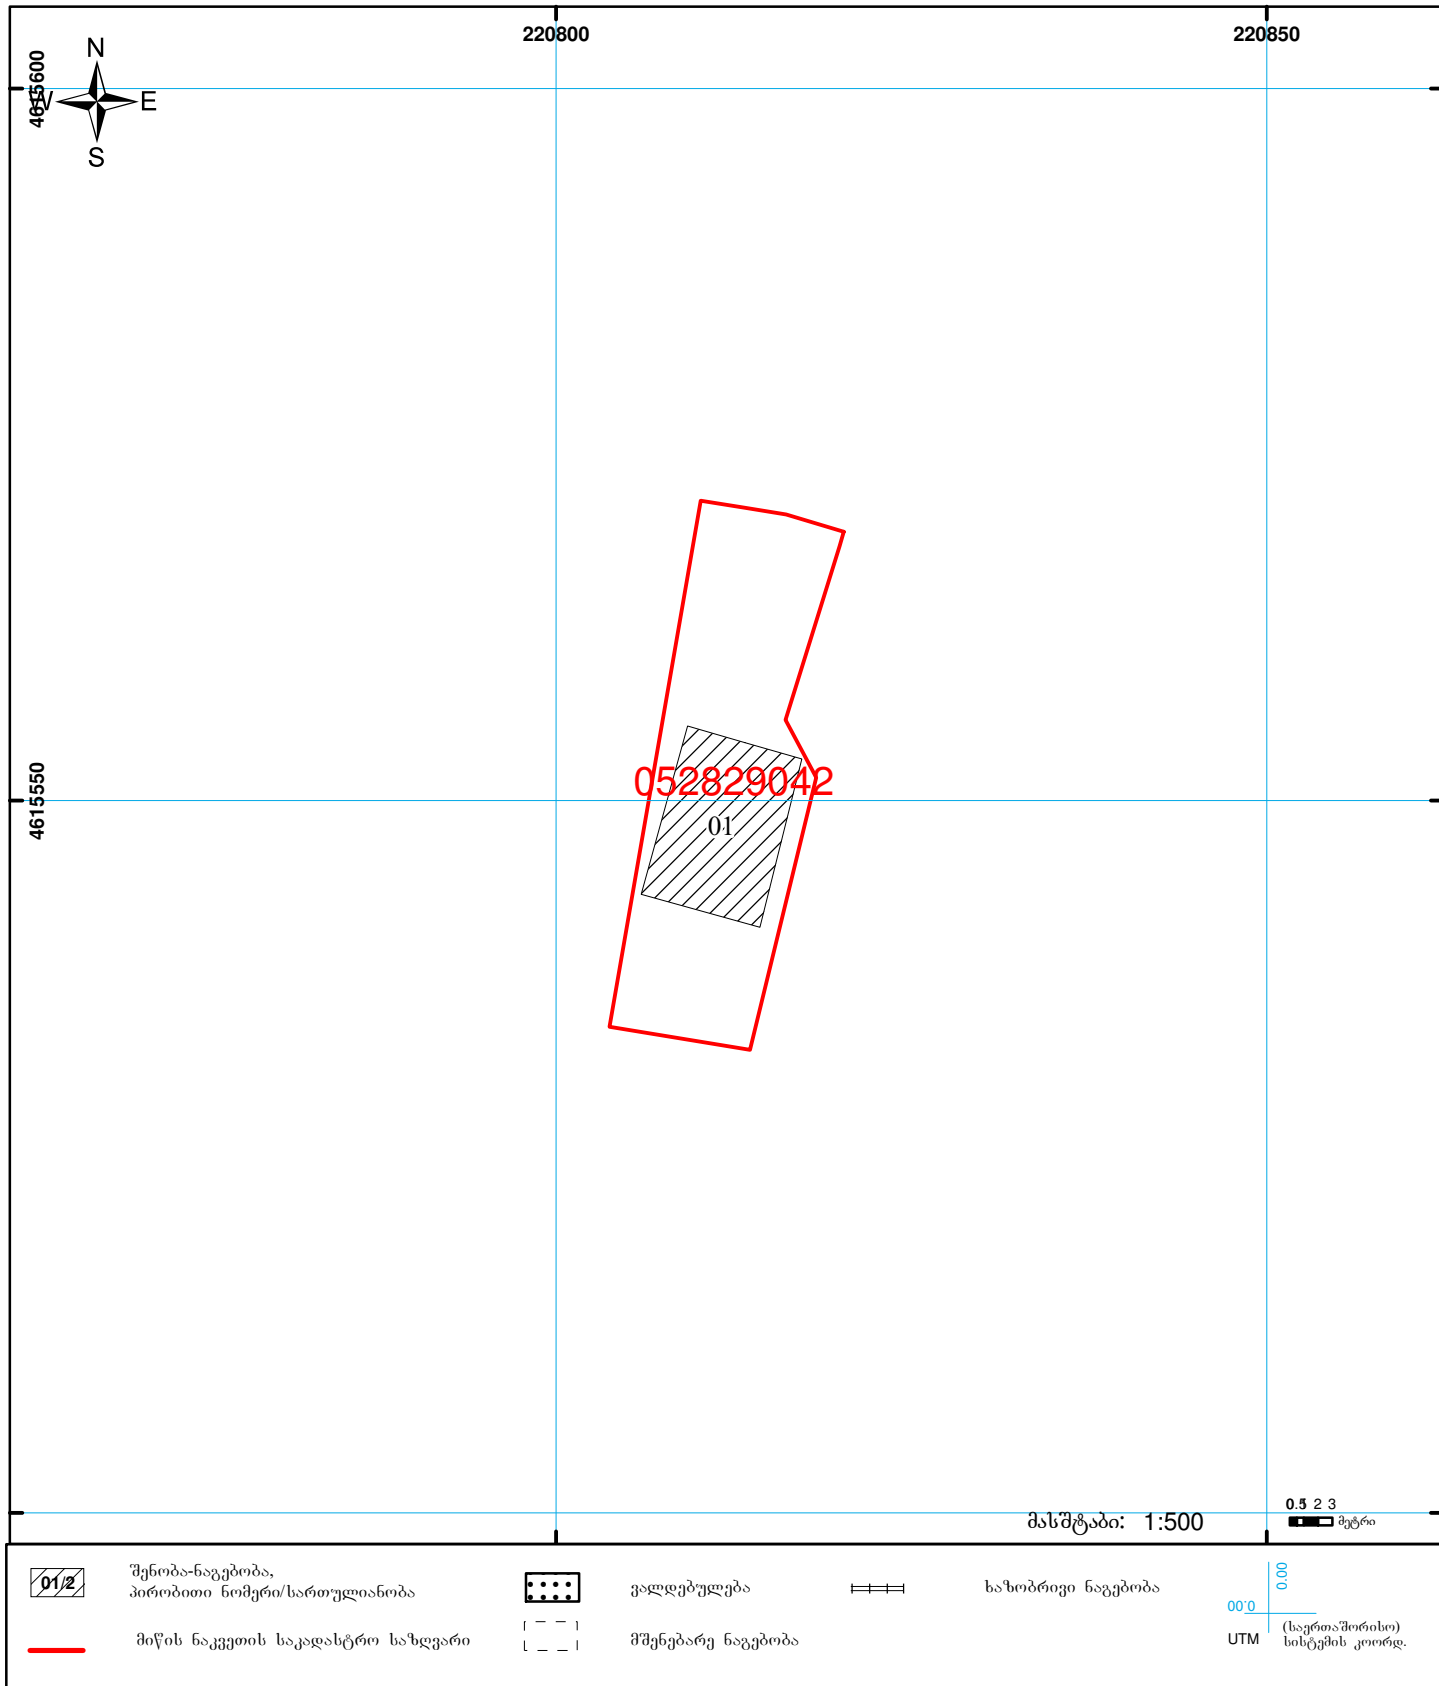 220800
220850
4615600
N
W
E
S
4615550
052829042
01
მასშტაბი: 1:500
0.5 1 2 3
მეტრი
01/2
შენობა-ნაგებობა,
პირობითი ნომერი/სართულიანობა
ვალდებულება
ხაზობრივი ნაგებობა
00.0
00.0
მიწის ნაკვეთის საკადასტრო საზღვარი
მშენებარე ნაგებობა
UTM
(საერთაშორისო)
სისტემის კოორდ.